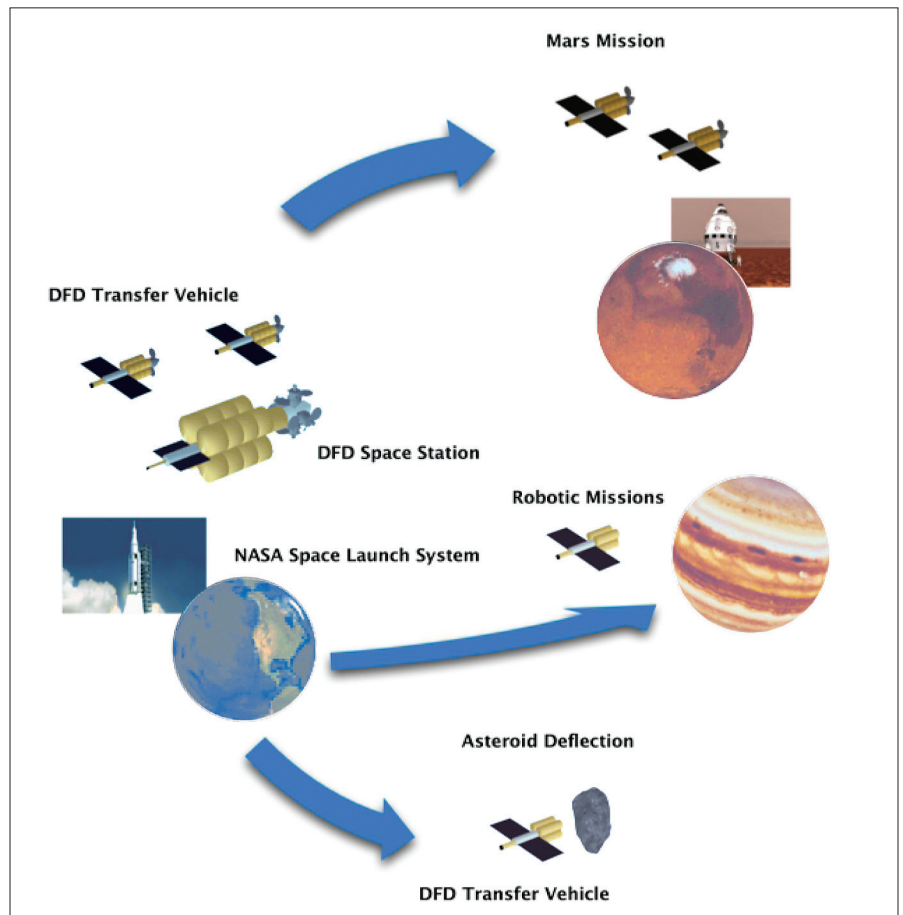 Mars Mission
DFD Transfer Vehicle
DFD Space Station
Robotic Missions
NASA Space Launch System
Asteroid Deflection
DFD Transfer Vehicle